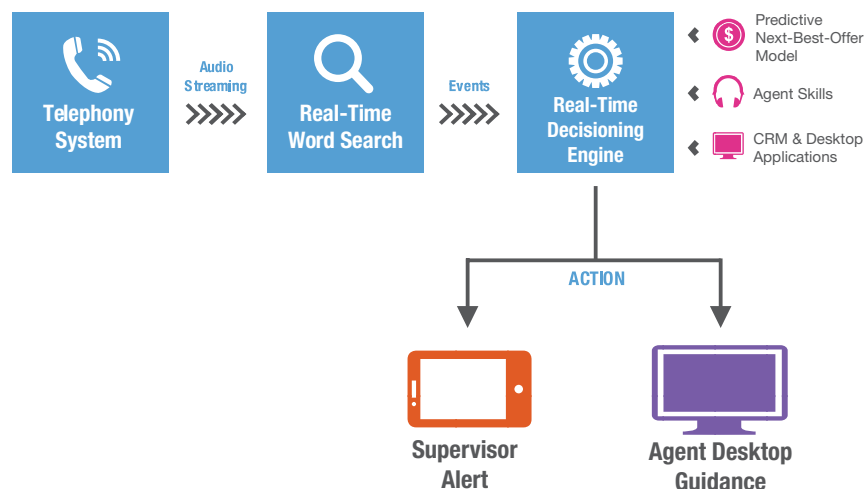 Audio
Streaming
Events
Telephony
System
Real-Time
Word Search
Real-Time
Decisioning
Engine
$
Predictive
Next-Best-Offer
Model
Agent Skills
CRM & Desktop
Applications
ACTION
Supervisor
Alert
Agent Desktop
Guidance